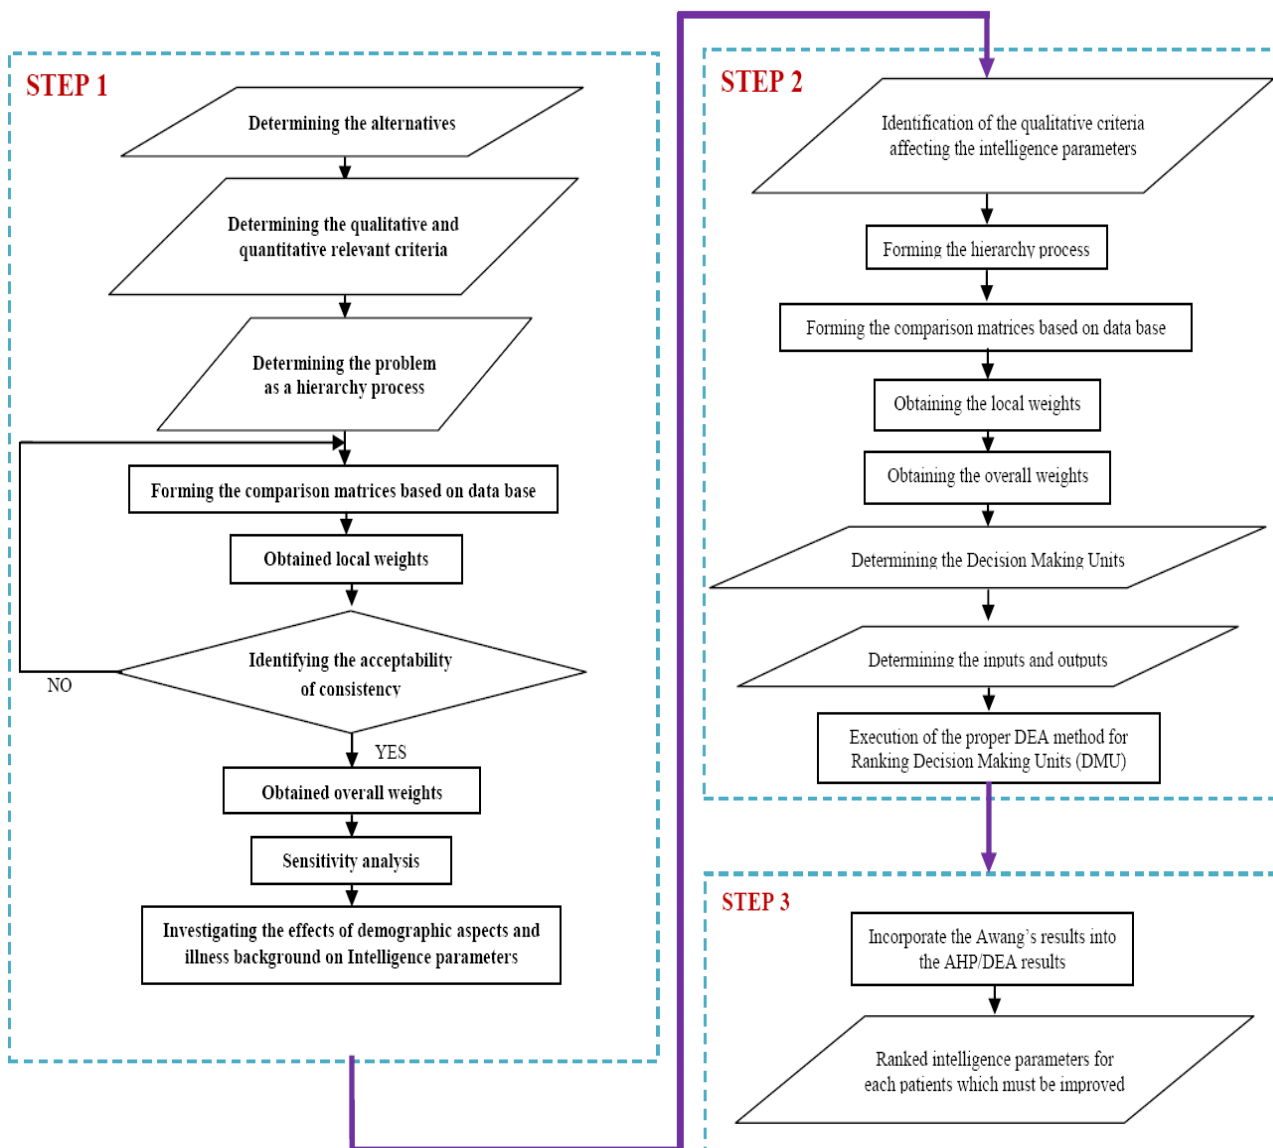 STEP 1
Determining the alternatives
Determining the qualitative and
quantitative relevant criteria
Determining the problem
as a hierarchy process
Forming the comparison matrices based on data base
Obtained local weights
Identifying the acceptability
of consistency
NO
YES
Obtained overall weights
Sensitivity analysis
Investigating the effects of demographic aspects and
illness background on Intelligence parameters
STEP 2
Identification of the qualitative criteria
affecting the intelligence parameters
Forming the hierarchy process
Forming the comparison matrices based on data base
Obtaining the local weights
Obtaining the overall weights
Determining the Decision Making Units
Determining the inputs and outputs
Execution of the proper DEA method for
Ranking Decision Making Units (DMU)
STEP 3
Incorporate the Awang's results into
the AHP/DEA results
Ranked intelligence parameters for
each patients which must be improved